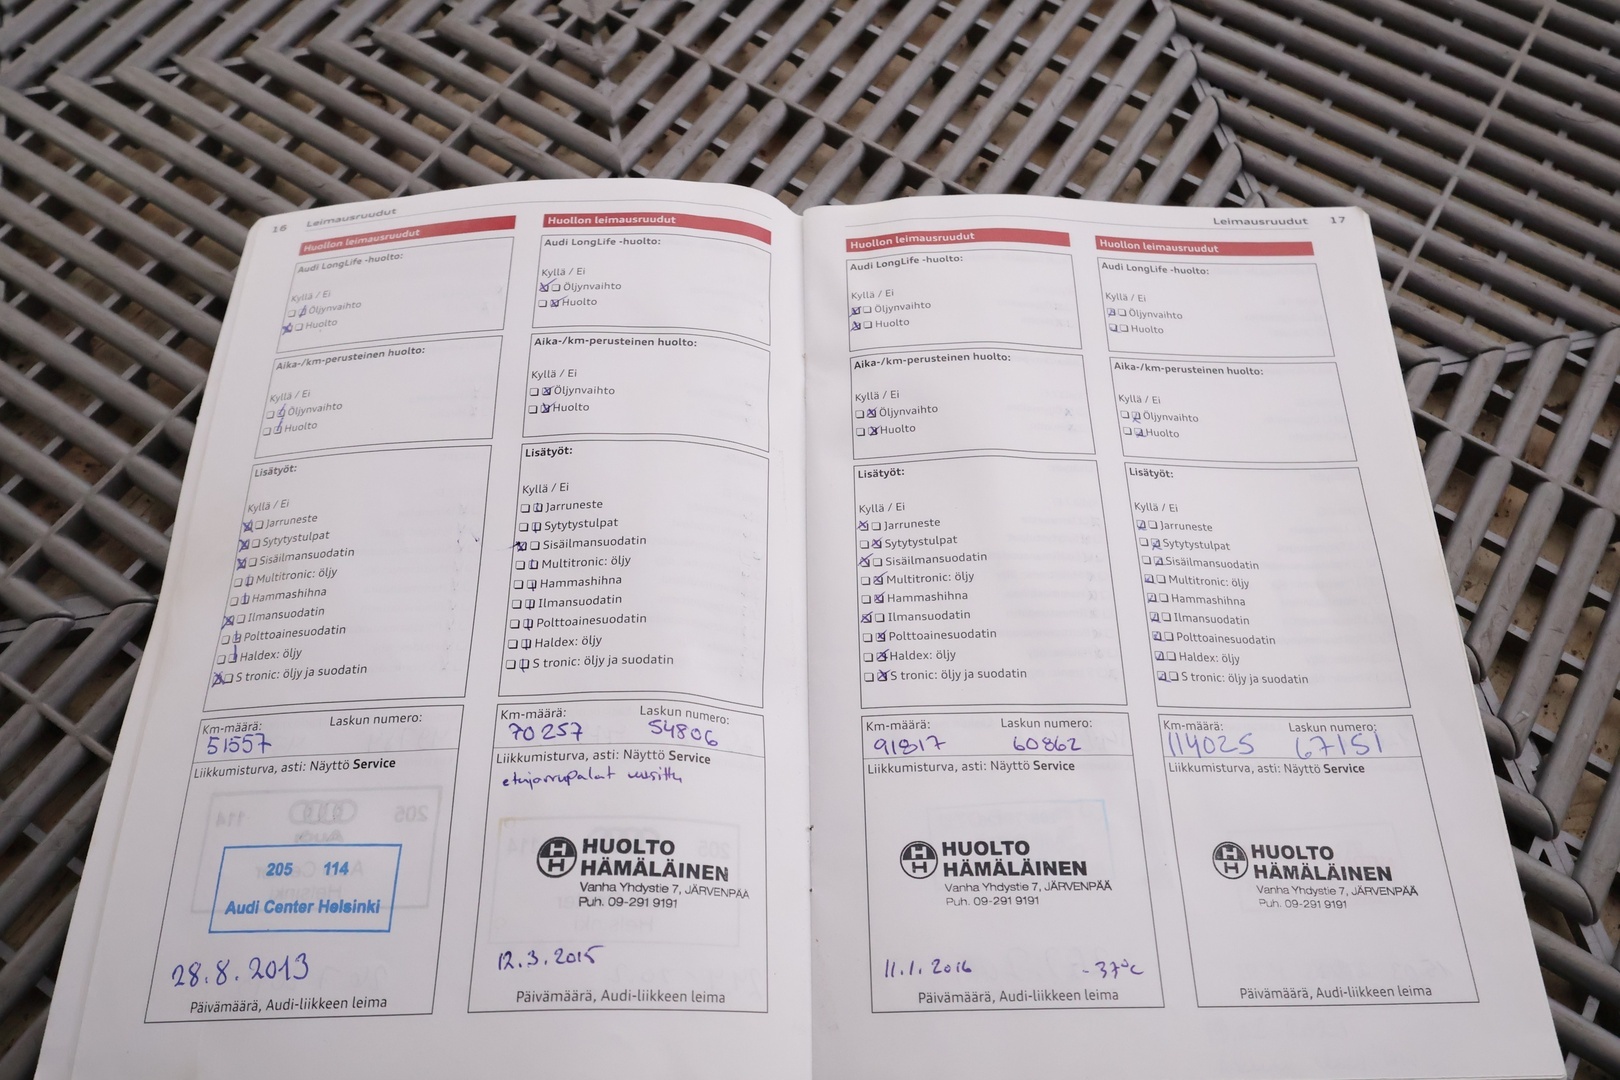 16 Leimausruudut
Huollon leimausruudut
Audi LongLife -huolto:
Kyllä / Ei
Öljynvaihto
Huolto
Aika-/km-perusteinen huolto:
Kyllä / Ei
Öljynvaihto
Huolto
Lisätyöt:
Kyllä / Ei
Jarruneste
Sytytystulpat
Sisäilmansuodatin
Multitronic: öljy
Hammashihna
Ilmansuodatin
Polttoainesuodatin
Haldex: öljy
S tronic: öljy ja suodatin
Km-määrä: Laskun numero:
51557
Liikkumisturva, asti: Näyttö Service
205 114
Audi Center Helsinki
28.8.2013
Päivämäärä, Audi-liikkeen leima
Huollon leimausruudut
Audi LongLife -huolto:
Kyllä / Ei
Öljynvaihto
Huolto
Aika-/km-perusteinen huolto:
Kyllä / Ei
Öljynvaihto
Huolto
Lisätyöt:
Kyllä / Ei
Jarruneste
Sytytystulpat
Sisäilmansuodatin
Multitronic: öljy
Hammashihna
Ilmansuodatin
Polttoainesuodatin
Haldex: öljy
S tronic: öljy ja suodatin
Km-määrä: Laskun numero:
70257 54806
Liikkumisturva, asti: Näyttö Service
etujarrupalat uusittu
HUOLTO
HÄMÄLÄINEN
Vanha Yhdystie 7, JÄRVENPÄÄ
Puh. 09-291 9191
12.3.2015
Päivämäärä, Audi-liikkeen leima
Leimausruudut 17
Huollon leimausruudut
Audi LongLife -huolto:
Kyllä / Ei
Öljynvaihto
Huolto
Aika-/km-perusteinen huolto:
Kyllä / Ei
Öljynvaihto
Huolto
Lisätyöt:
Kyllä / Ei
Jarruneste
Sytytystulpat
Sisäilmansuodatin
Multitronic: öljy
Hammashihna
Ilmansuodatin
Polttoainesuodatin
Haldex: öljy
S tronic: öljy ja suodatin
Km-määrä: Laskun numero:
91817 60862
Liikkumisturva, asti: Näyttö Service
HUOLTO
HÄMÄLÄINEN
Vanha Yhdystie 7, JÄRVENPÄÄ
Puh. 09-291 9191
11.1.2016 -37°C
Päivämäärä, Audi-liikkeen leima
Huollon leimausruudut
Audi LongLife -huolto:
Kyllä / Ei
Öljynvaihto
Huolto
Aika-/km-perusteinen huolto:
Kyllä / Ei
Öljynvaihto
Huolto
Lisätyöt:
Kyllä / Ei
Jarruneste
Sytytystulpat
Sisäilmansuodatin
Multitronic: öljy
Hammashihna
Ilmansuodatin
Polttoainesuodatin
Haldex: öljy
S tronic: öljy ja suodatin
Km-määrä: Laskun numero:
114025 67151
Liikkumisturva, asti: Näyttö Service
HUOLTO
HÄMÄLÄINEN
Vanha Yhdystie 7, JÄRVENPÄÄ
Puh. 09-291 9191
Päivämäärä, Audi-liikkeen leima